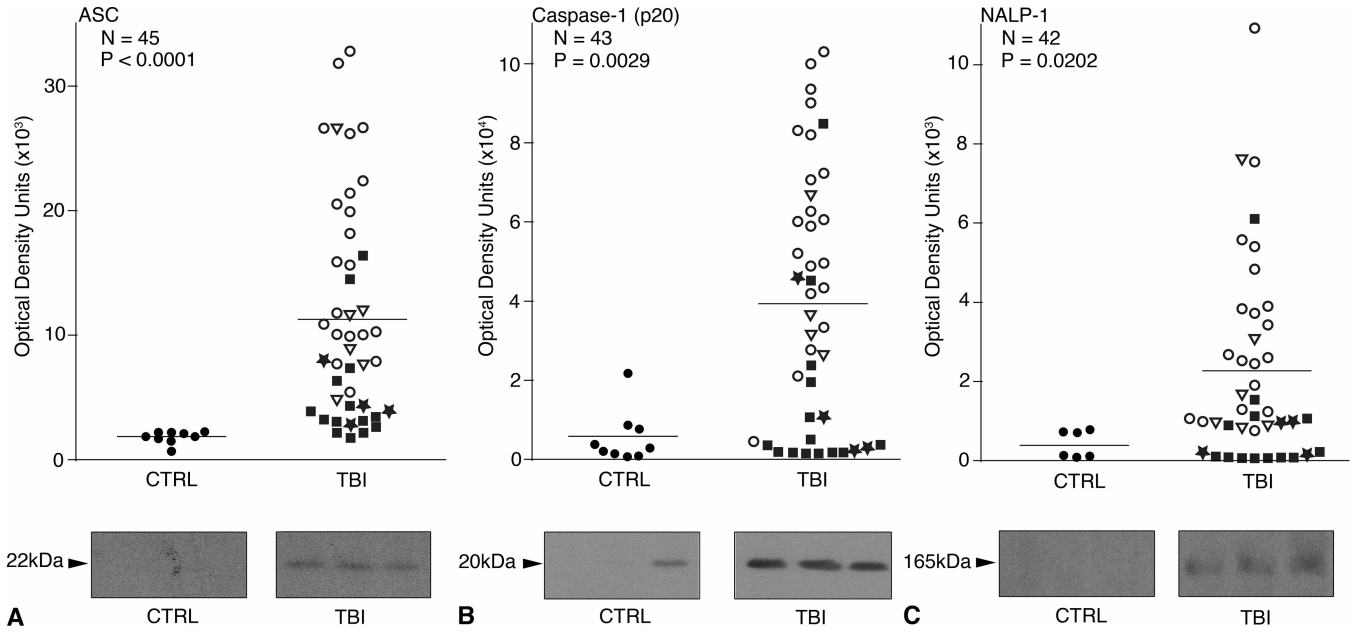 ASC
N = 45
P < 0.0001
Optical Density Units (x10³)
30
20
10
0
CTRL
TBI
22kDa
CTRL
TBI
A
Caspase-1 (p20)
N = 43
P = 0.0029
Optical Density Units (x10⁴)
10
8
6
4
2
0
CTRL
TBI
20kDa
CTRL
TBI
B
NALP-1
N = 42
P = 0.0202
Optical Density Units (x10³)
10
8
6
4
2
0
CTRL
TBI
165kDa
CTRL
TBI
C